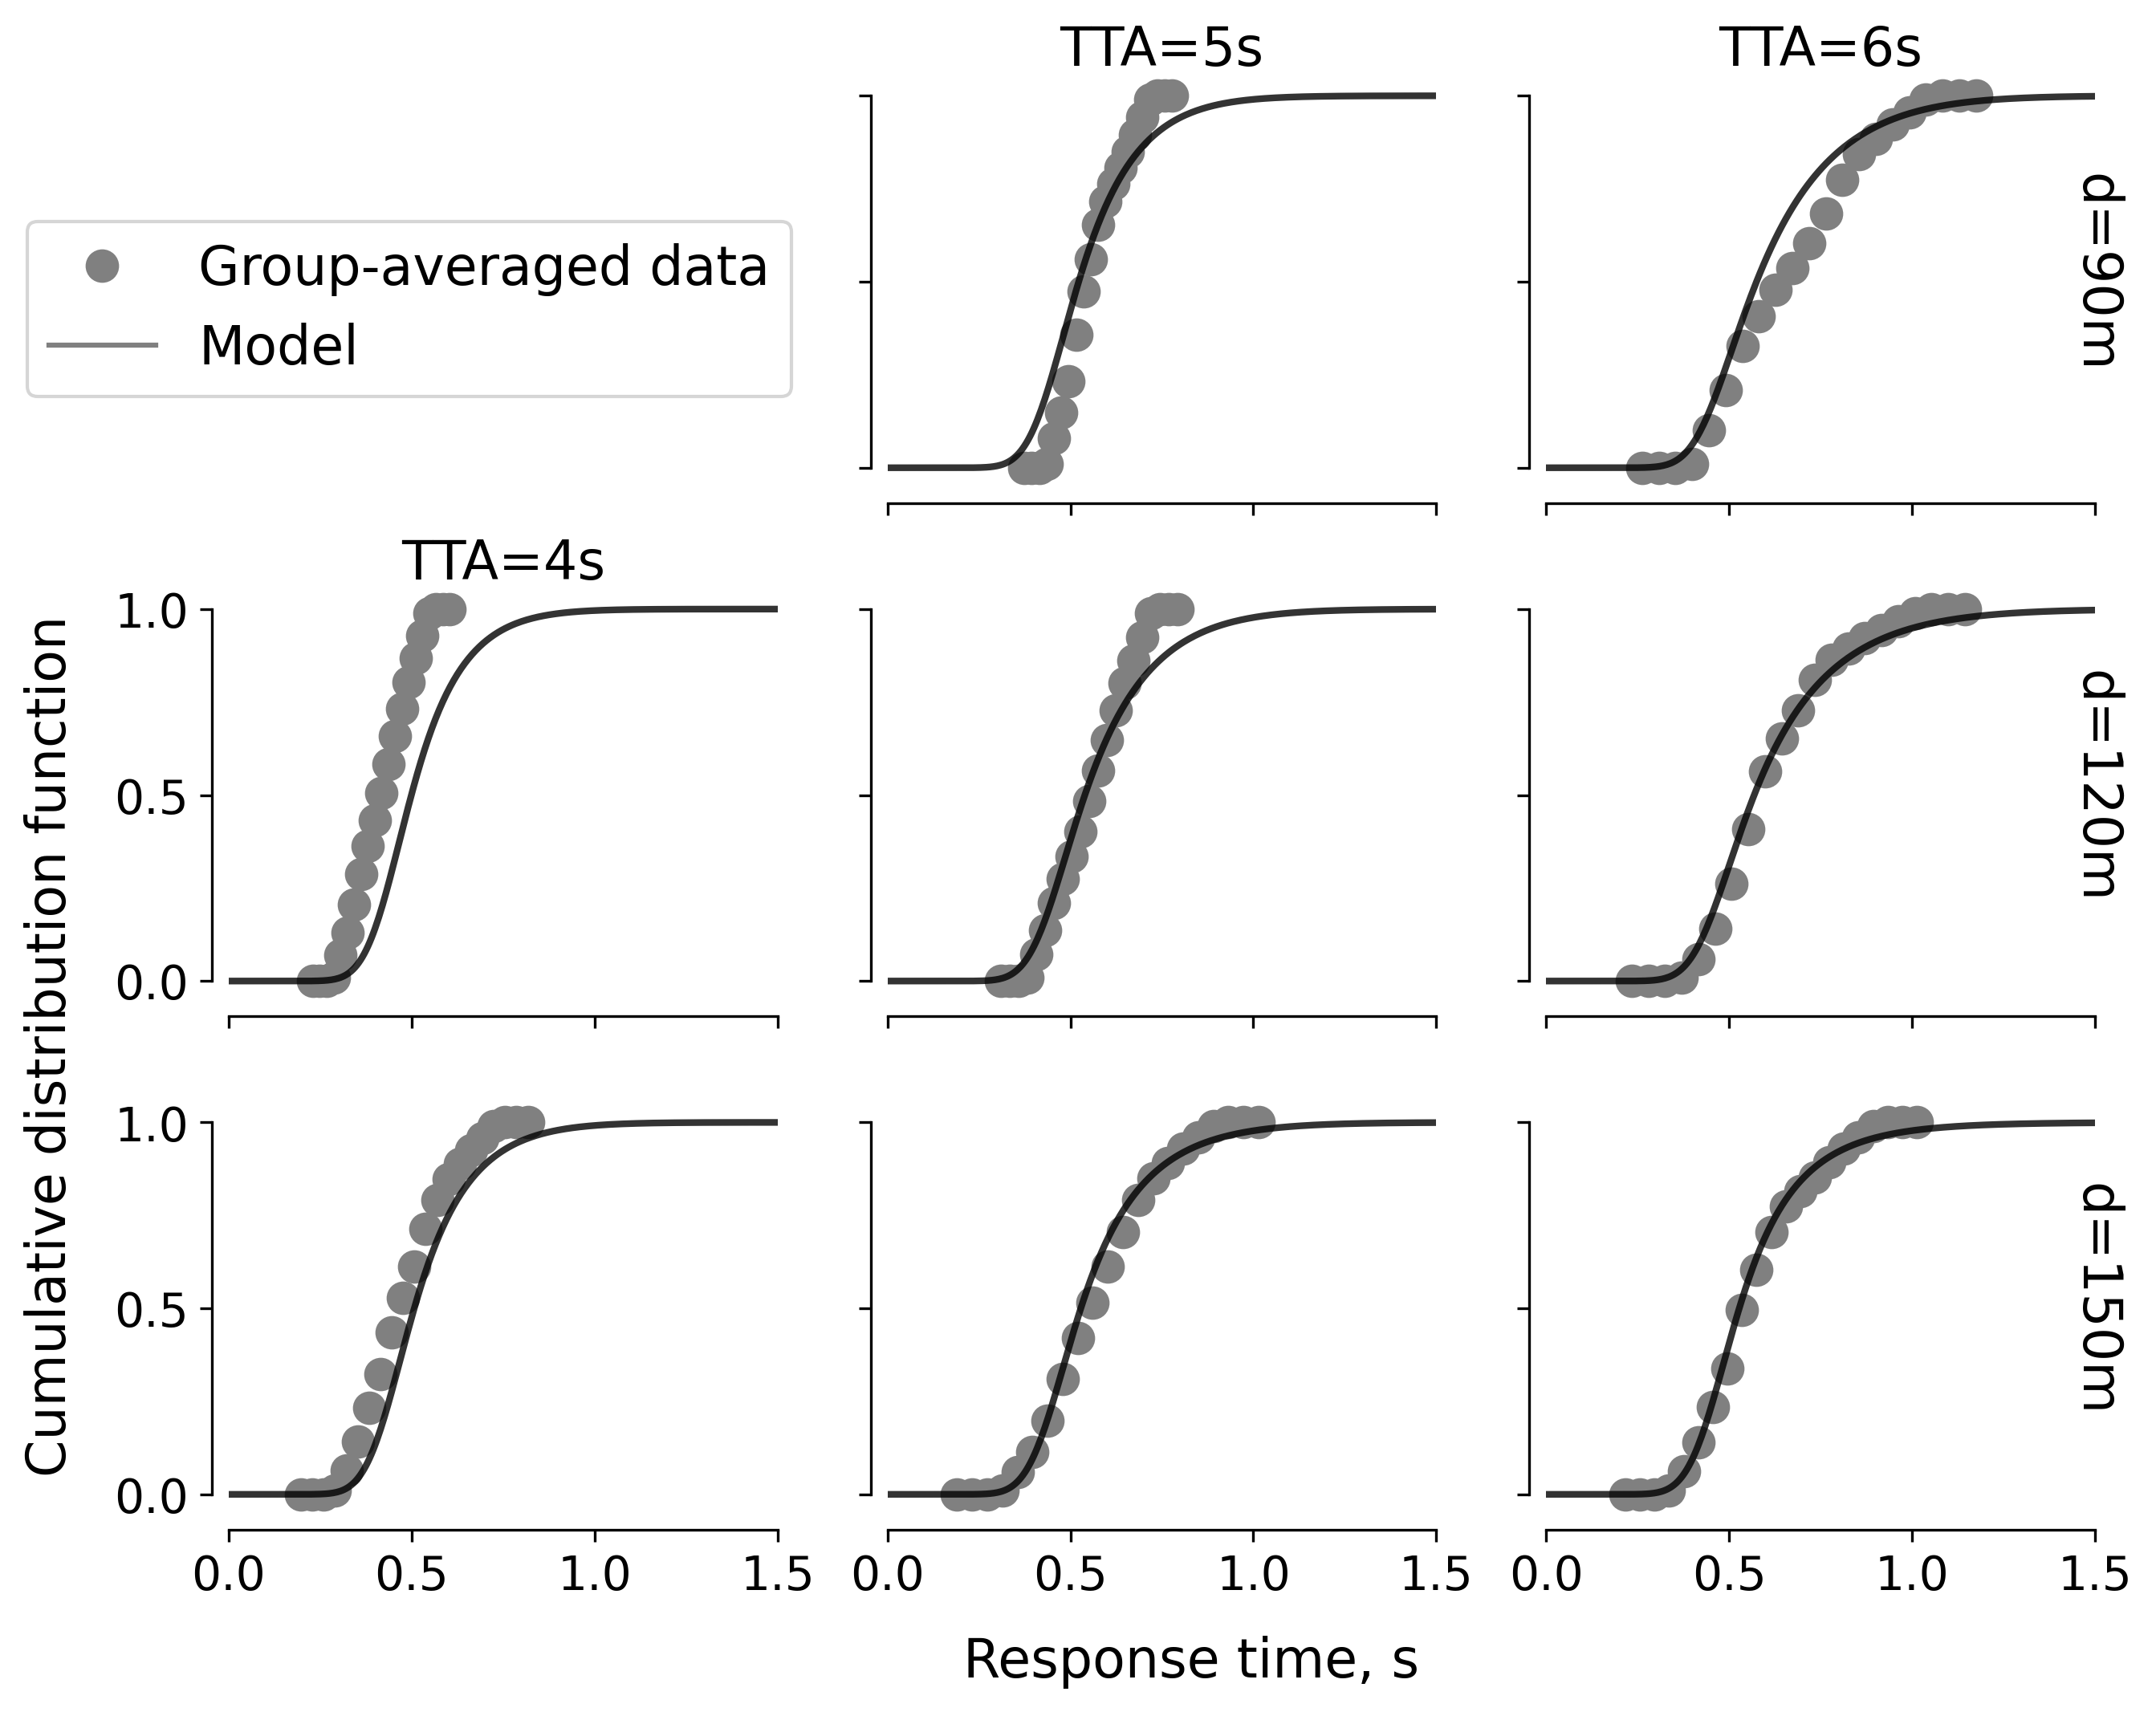 TTA=5s
TTA=6s
d=90m
Group-averaged data
Model
TTA=4s
1.0
0.5
0.0
d=120m
Cumulative distribution function
1.0
0.5
0.0
d=150m
0.0 0.5 1.0 1.5
0.0 0.5 1.0 1.5
0.0 0.5 1.0 1.5
Response time, s